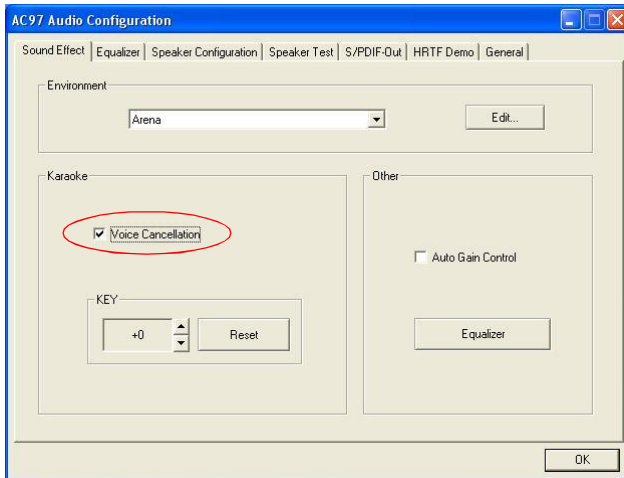 AC97 Audio Configuration
Sound Effect Equalizer Speaker Configuration Speaker Test S/PDIF-Out HRTF Demo General
Environment
Arena
Edit...
Karaoke
Voice Cancellation
KEY
+0
Reset
Other
Auto Gain Control
Equalizer
OK